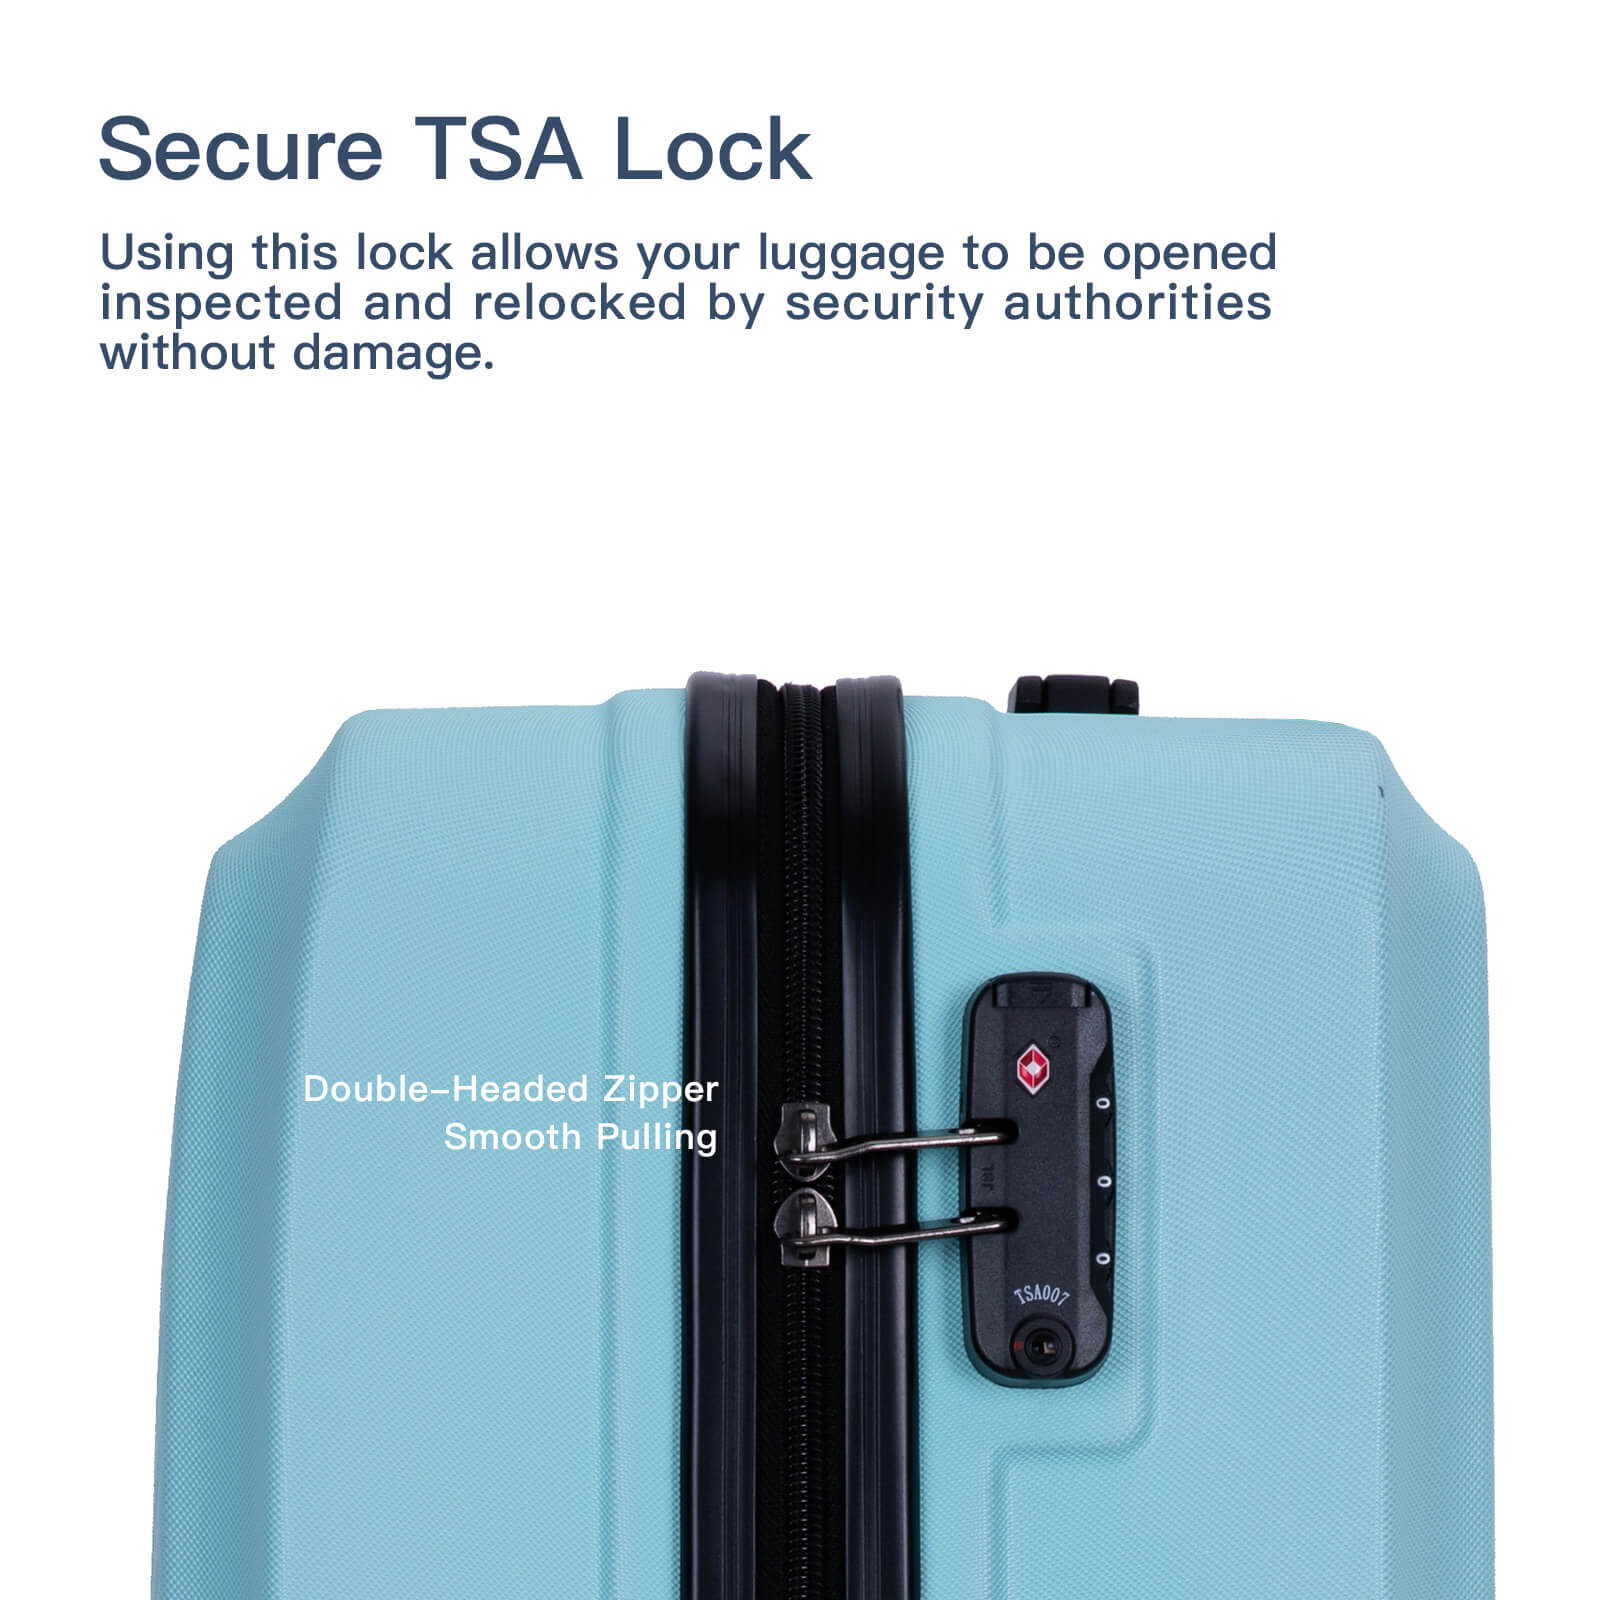 Secure TSA Lock
Using this lock allows your luggage to be opened
inspected and relocked by security authorities
without damage.
Double-Headed Zipper
Smooth Pulling
0
JBL
0
0
TSA007